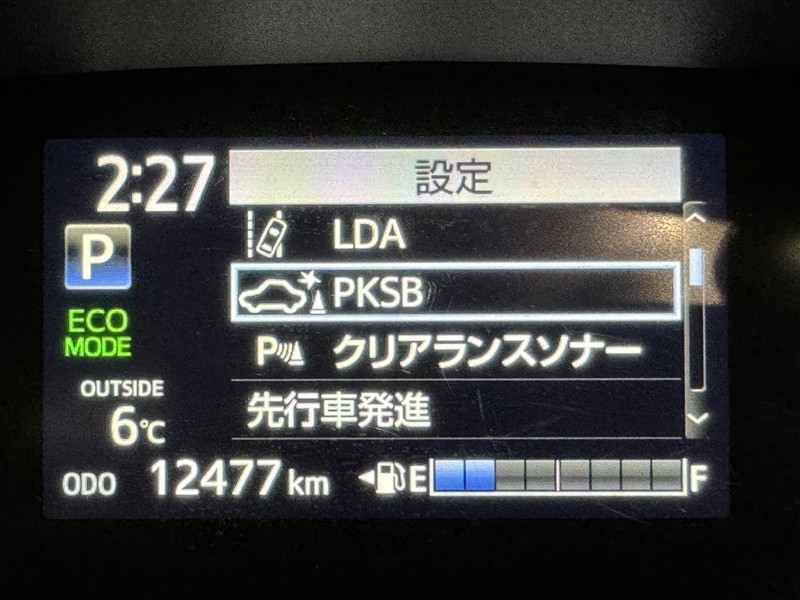 2:27
設定
P
LDA
PKSB
ECO
MODE
P クリアランスソナー
OUTSIDE
6℃
先行車発進
ODO 12477 km
E F